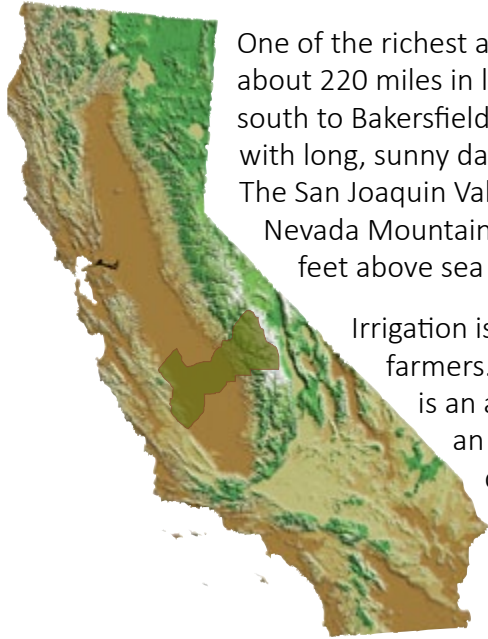 One of the richest a
about 220 miles in l
south to Bakersfield
with long, sunny da
The San Joaquin Val
Nevada Mountain
feet above sea
Irrigation is
farmers.
is an a
an